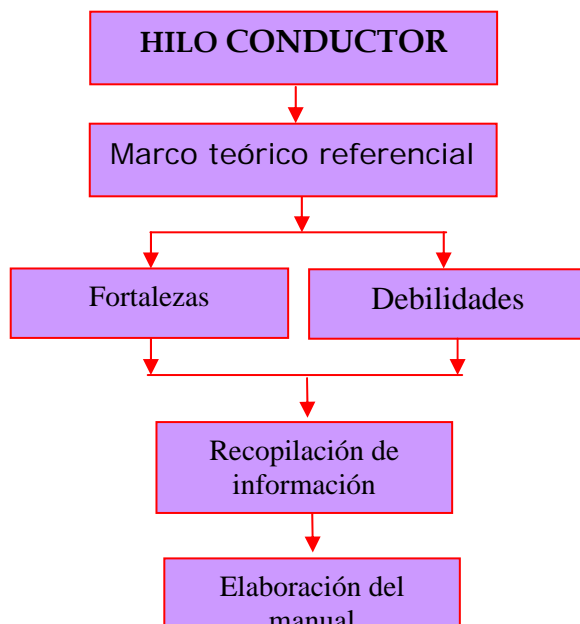 HILO CONDUCTOR
Marco teórico referencial
Fortalezas
Debilidades
Recopilación de
información
Elaboración del
manual